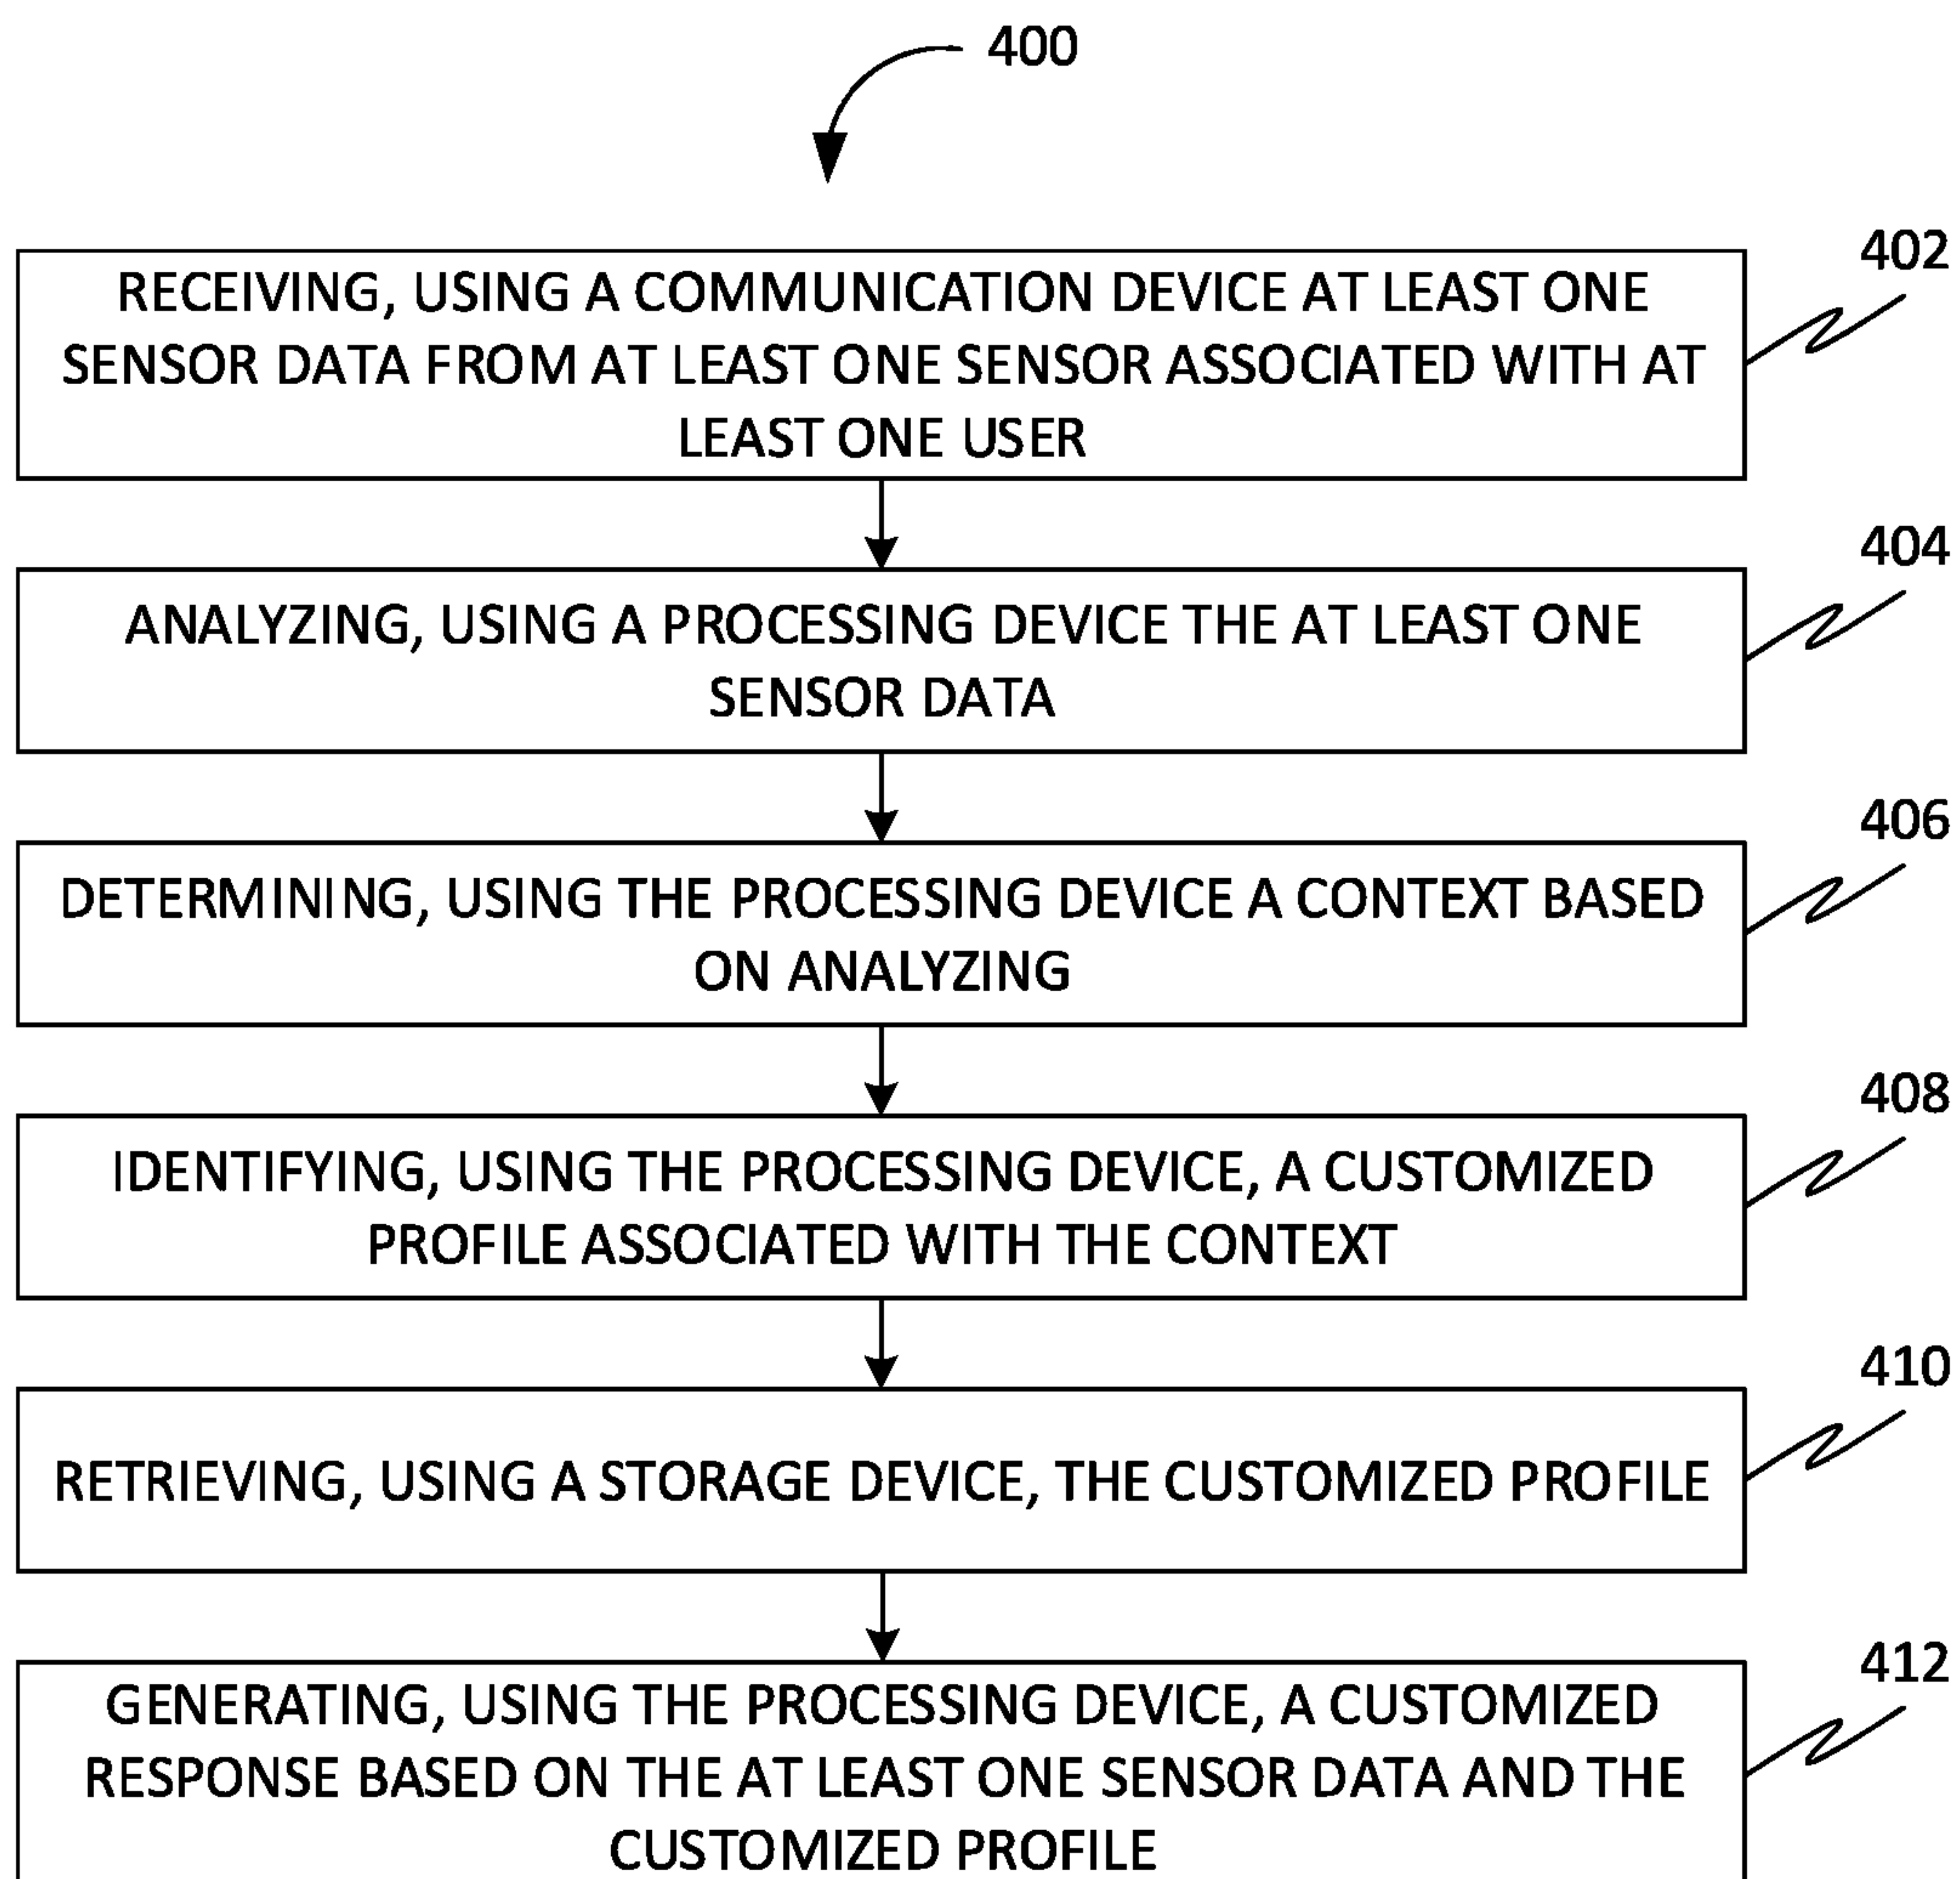 400
402
RECEIVING, USING A COMMUNICATION DEVICE AT LEAST ONE
SENSOR DATA FROM AT LEAST ONE SENSOR ASSOCIATED WITH AT
LEAST ONE USER
404
ANALYZING, USING A PROCESSING DEVICE THE AT LEAST ONE
SENSOR DATA
406
DETERMINING, USING THE PROCESSING DEVICE A CONTEXT BASED
ON ANALYZING
408
IDENTIFYING, USING THE PROCESSING DEVICE, A CUSTOMIZED
PROFILE ASSOCIATED WITH THE CONTEXT
410
RETRIEVING, USING A STORAGE DEVICE, THE CUSTOMIZED PROFILE
412
GENERATING, USING THE PROCESSING DEVICE, A CUSTOMIZED
RESPONSE BASED ON THE AT LEAST ONE SENSOR DATA AND THE
CUSTOMIZED PROFILE